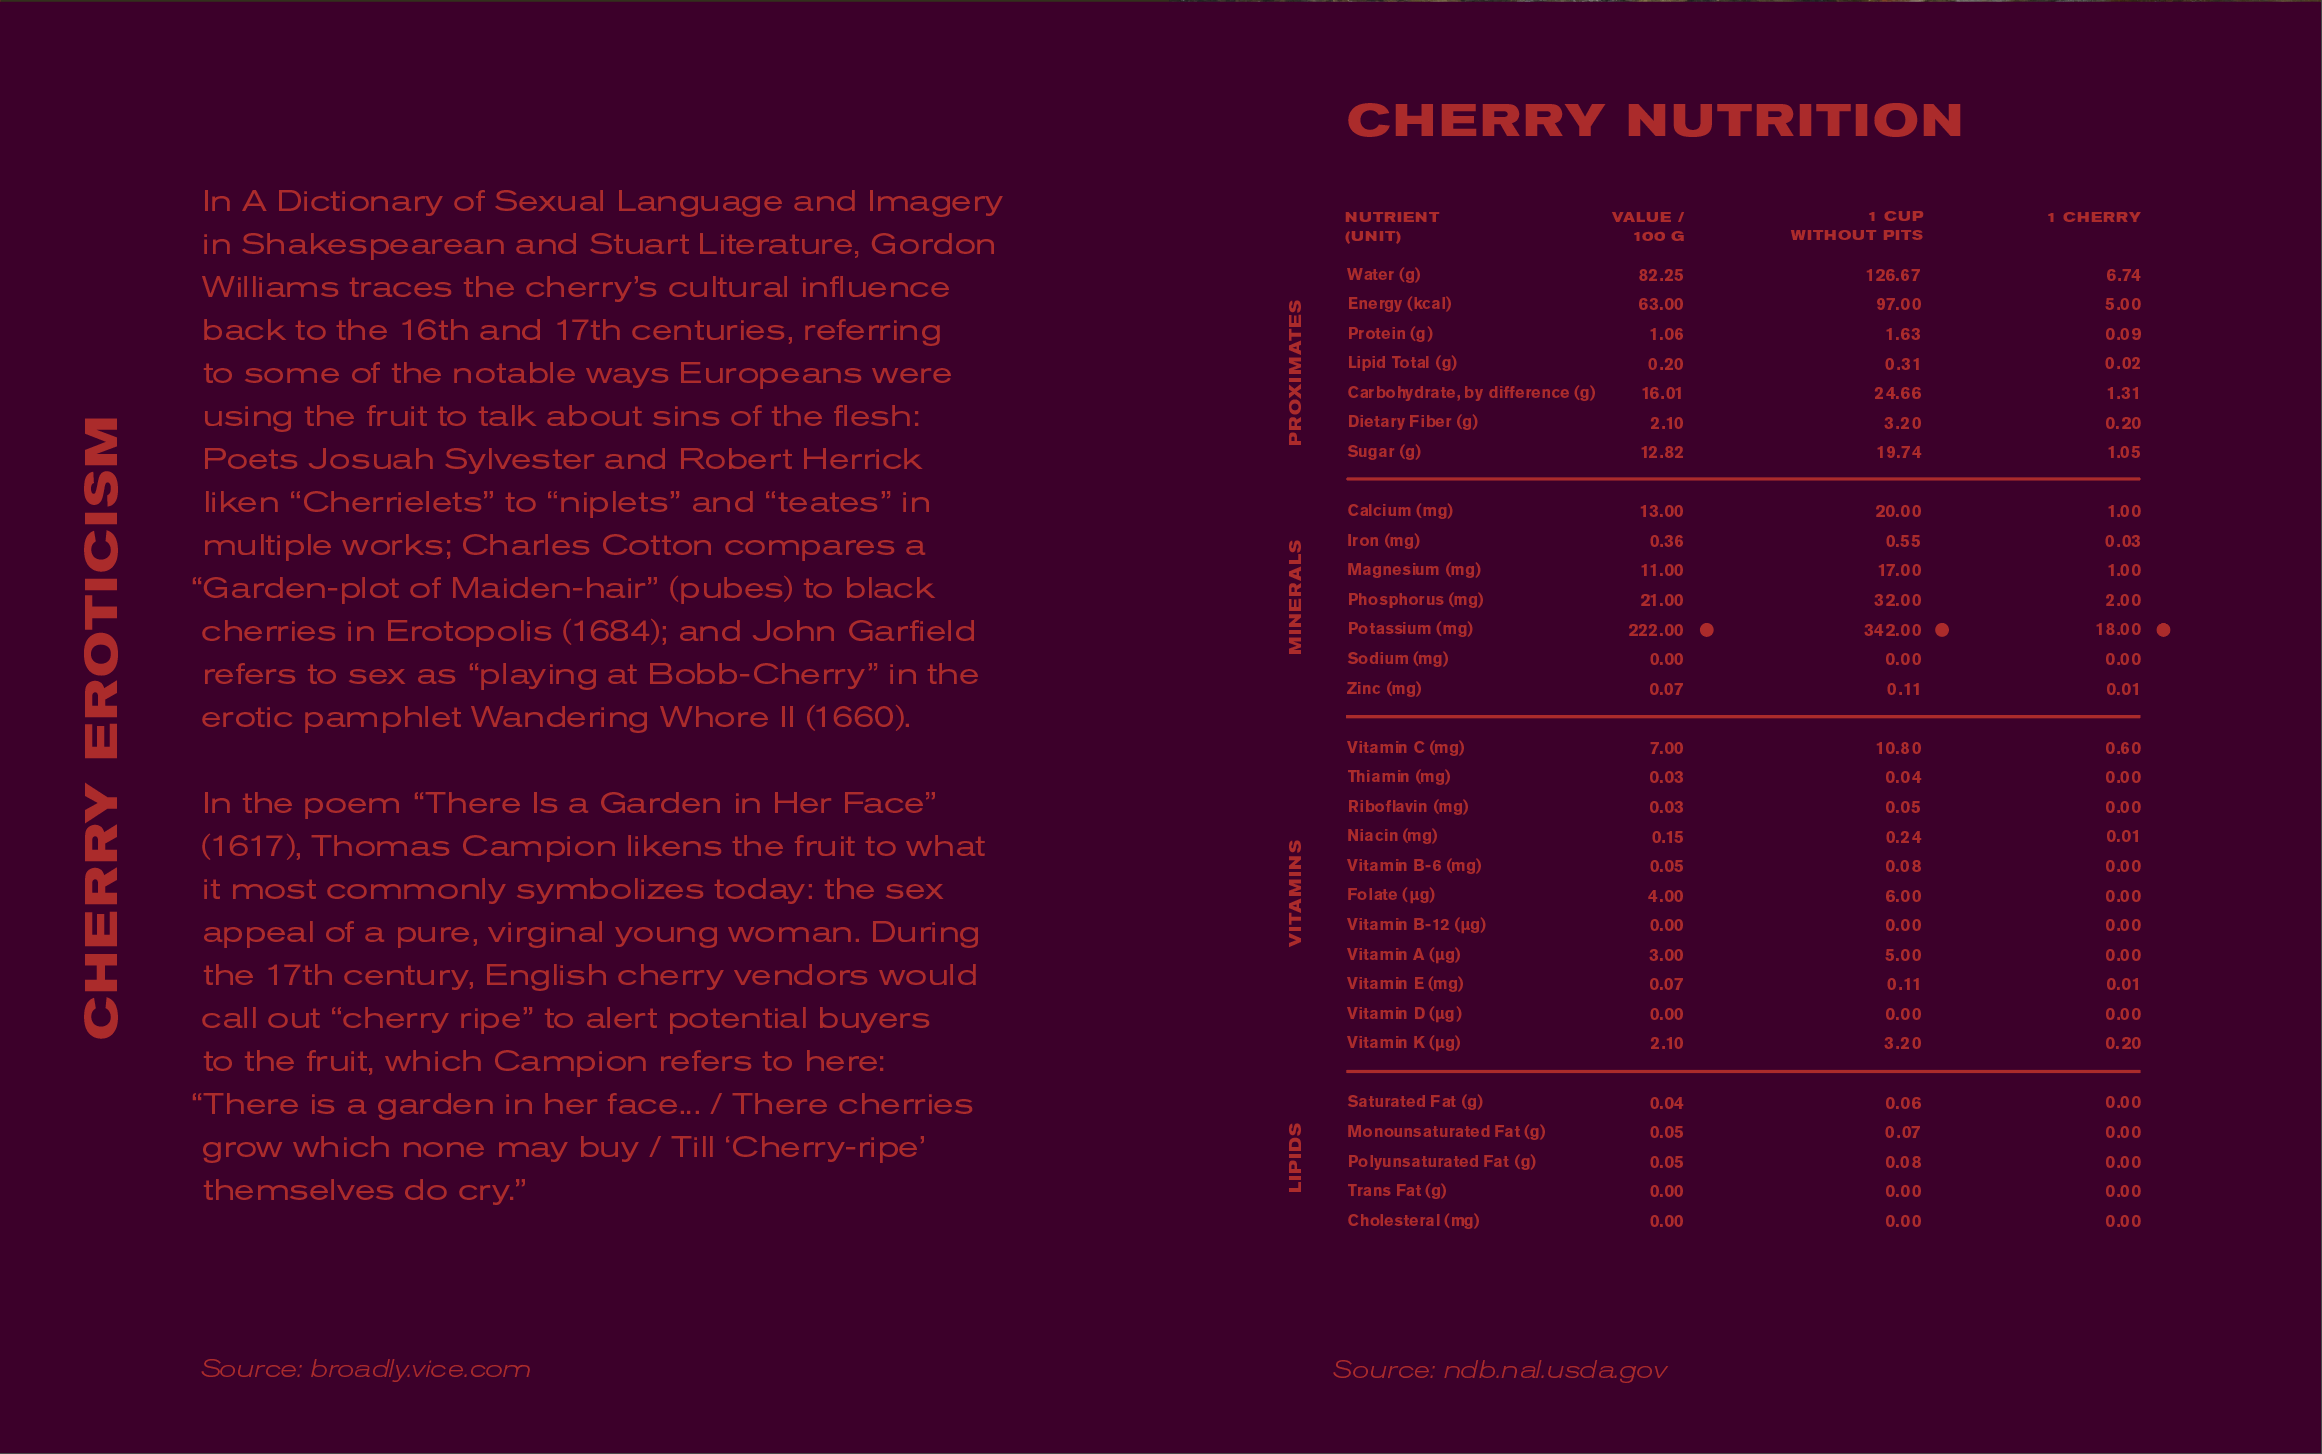 CHERRY EROTICISM
In A Dictionary of Sexual Language and Imagery
in Shakespearean and Stuart Literature, Gordon
Williams traces the cherry’s cultural influence
back to the 16th and 17th centuries, referring
to some of the notable ways Europeans were
using the fruit to talk about sins of the flesh:
Poets Josuah Sylvester and Robert Herrick
liken “Cherrielets” to “niplets” and “teates” in
multiple works; Charles Cotton compares a
“Garden-plot of Maiden-hair” (pubes) to black
cherries in Erotopolis (1684); and John Garfield
refers to sex as “playing at Bobb-Cherry” in the
erotic pamphlet Wandering Whore II (1660).
In the poem “There Is a Garden in Her Face”
(1617), Thomas Campion likens the fruit to what
it most commonly symbolizes today: the sex
appeal of a pure, virginal young woman. During
the 17th century, English cherry vendors would
call out “cherry ripe” to alert potential buyers
to the fruit, which Campion refers to here:
“There is a garden in her face... / There cherries
grow which none may buy / Till ‘Cherry-ripe’
themselves do cry.”
Source: broadly.vice.com
CHERRY NUTRITION
NUTRIENT (UNIT) VALUE / 100 G 1 CUP WITHOUT PITS 1 CHERRY
PROXIMATES
Water (g) 82.25 126.67 6.74
Energy (kcal) 63.00 97.00 5.00
Protein (g) 1.06 1.63 0.09
Lipid Total (g) 0.20 0.31 0.02
Carbohydrate, by difference (g) 16.01 24.66 1.31
Dietary Fiber (g) 2.10 3.20 0.20
Sugar (g) 12.82 19.74 1.05
MINERALS
Calcium (mg) 13.00 20.00 1.00
Iron (mg) 0.36 0.55 0.03
Magnesium (mg) 11.00 17.00 1.00
Phosphorus (mg) 21.00 32.00 2.00
Potassium (mg) 222.00 342.00 18.00
Sodium (mg) 0.00 0.00 0.00
Zinc (mg) 0.07 0.11 0.01
VITAMINS
Vitamin C (mg) 7.00 10.80 0.60
Thiamin (mg) 0.03 0.04 0.00
Riboflavin (mg) 0.03 0.05 0.00
Niacin (mg) 0.15 0.24 0.01
Vitamin B-6 (mg) 0.05 0.08 0.00
Folate (µg) 4.00 6.00 0.00
Vitamin B-12 (µg) 0.00 0.00 0.00
Vitamin A (µg) 3.00 5.00 0.00
Vitamin E (mg) 0.07 0.11 0.01
Vitamin D (µg) 0.00 0.00 0.00
Vitamin K (µg) 2.10 3.20 0.20
LIPIDS
Saturated Fat (g) 0.04 0.06 0.00
Monounsaturated Fat (g) 0.05 0.07 0.00
Polyunsaturated Fat (g) 0.05 0.08 0.00
Trans Fat (g) 0.00 0.00 0.00
Cholesteral (mg) 0.00 0.00 0.00
Source: ndb.nal.usda.gov